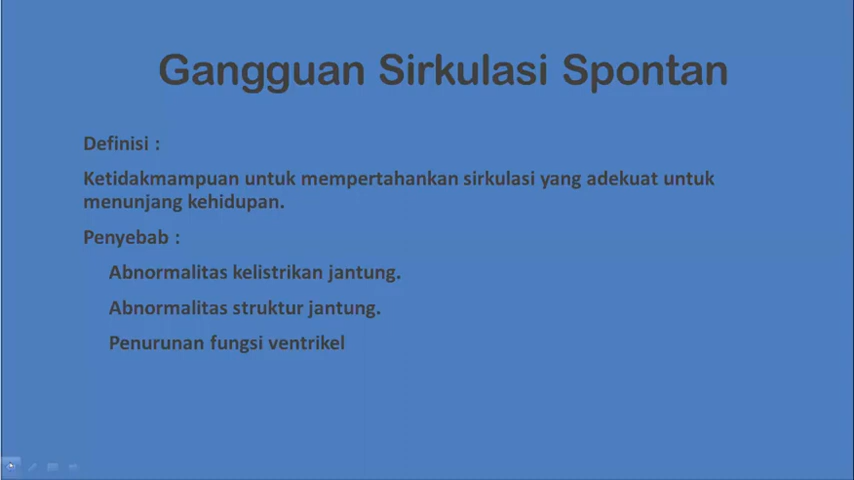 Gangguan Sirkulasi Spontan
Definisi :
Ketidakmampuan untuk mempertahankan sirkulasi yang adekuat untuk
menunjang kehidupan.
Penyebab :
Abnormalitas kelistrikan jantung.
Abnormalitas struktur jantung.
Penurunan fungsi ventrikel